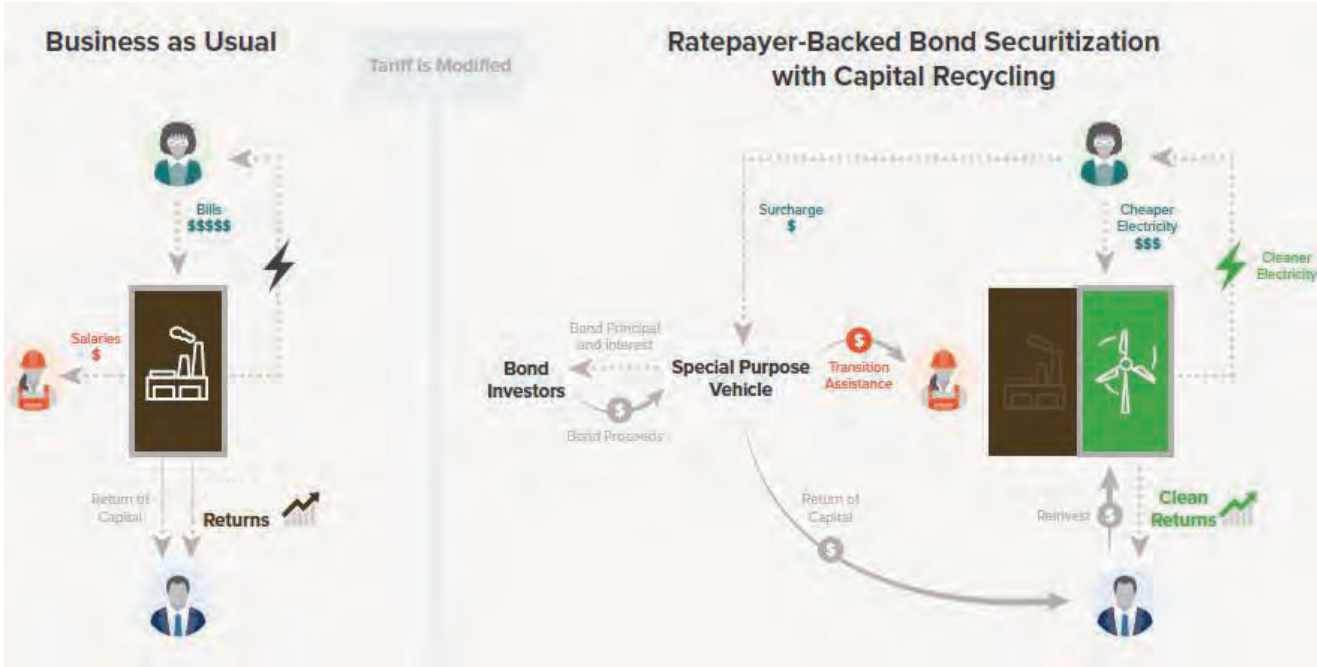 Business as Usual
Bills
$$$$$
Salaries
$
Return of
Capital
Returns
Tariff is Modified
Ratepayer-Backed Bond Securitization
with Capital Recycling
Surcharge
$
Cheaper
Electricity
$$$
Cleaner
Electricity
Bond Principal
and interest
Bond
Investors
$
Bond Proceeds
Special Purpose
Vehicle
$
Transition
Assistance
Return of
Capital
$
Reinvest
$
Clean
Returns